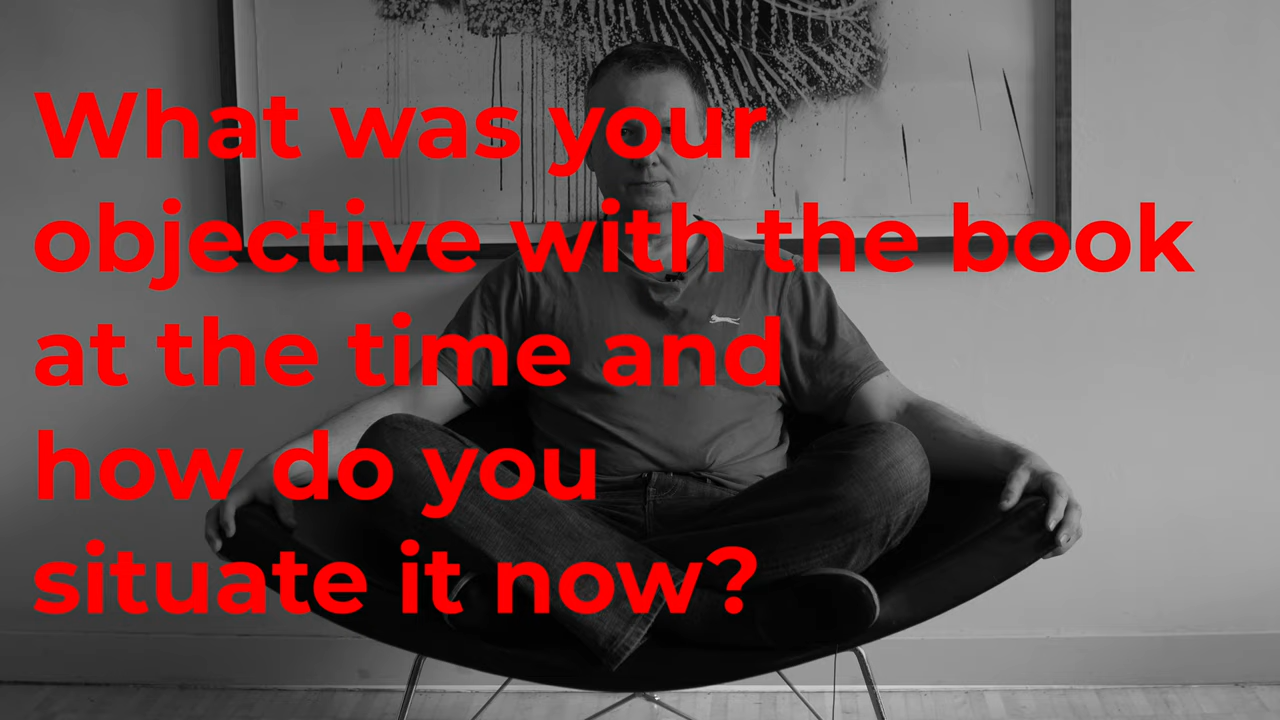 What was your
objective with the book
at the time and
how do you
situate it now?